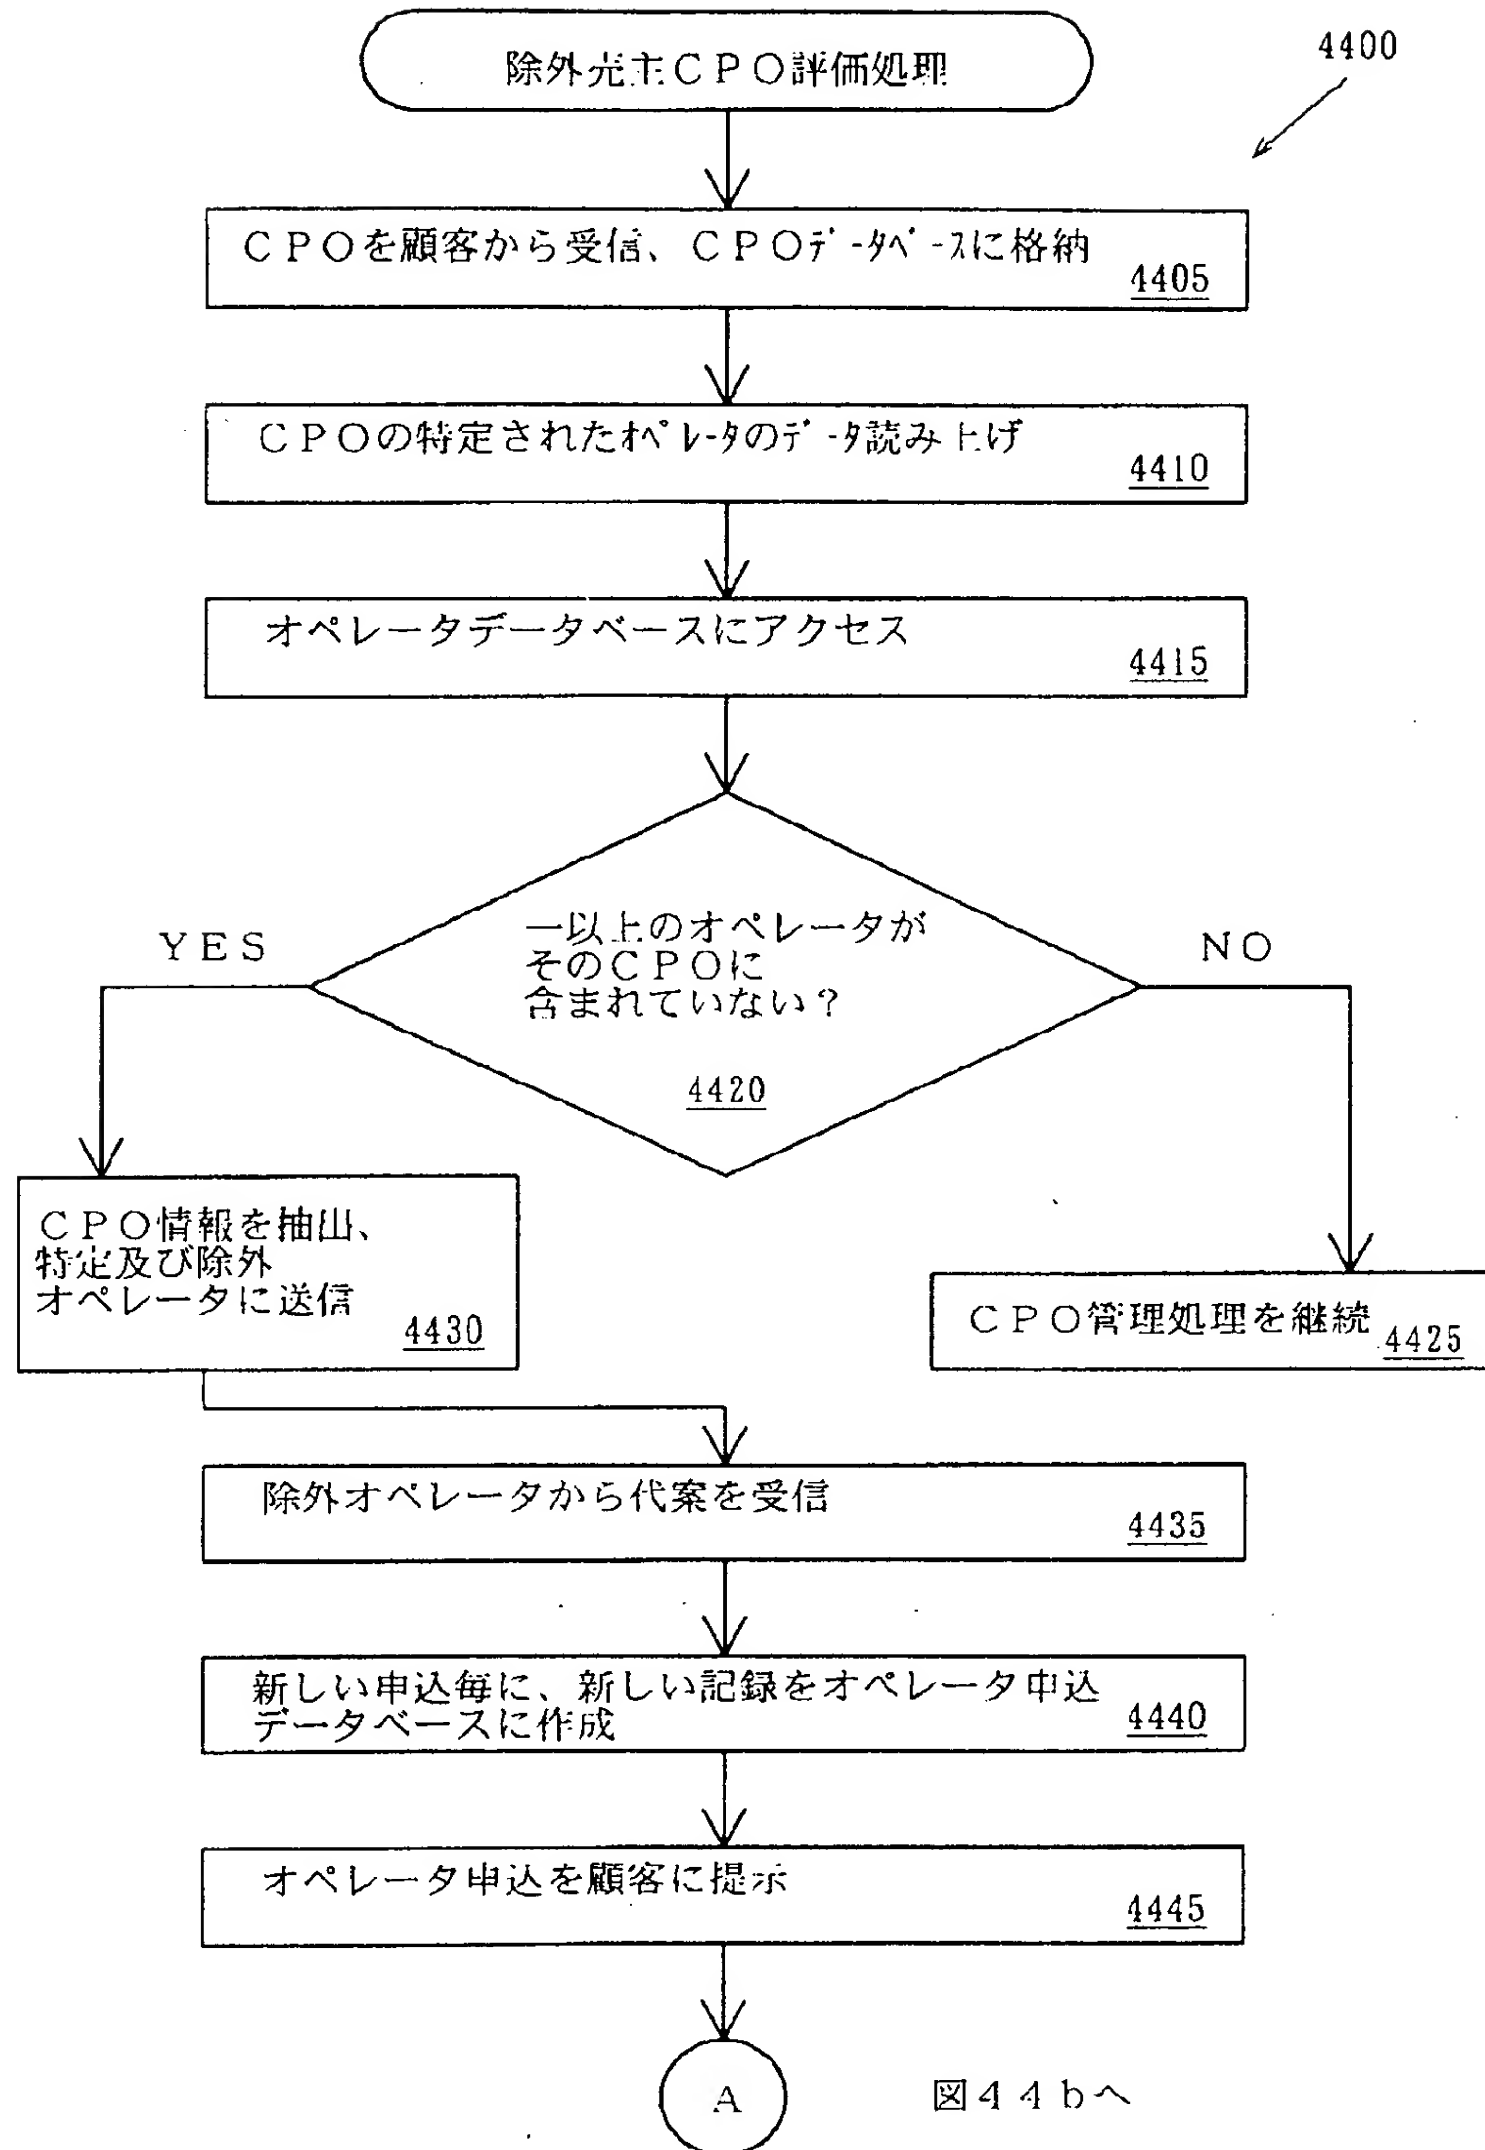 除外売主ＣＰＯ評価処理
4400
ＣＰＯを顧客から受信、ＣＰＯﾃﾞｰﾀﾍﾞｰｽに格納
4405
ＣＰＯの特定されたｵﾍﾟﾚｰﾀのﾃﾞｰﾀ読み上げ
4410
オペレータデータベースにアクセス
4415
一以上のオペレータが
そのＣＰＯに
含まれていない？
4420
ＹＥＳ
ＮＯ
ＣＰＯ情報を抽出、
特定及び除外
オペレータに送信
4430
ＣＰＯ管理処理を継続
4425
除外オペレータから代案を受信
4435
新しい申込毎に、新しい記録をオペレータ申込
データベースに作成
4440
オペレータ申込を顧客に提示
4445
Ａ
図４４ｂへ